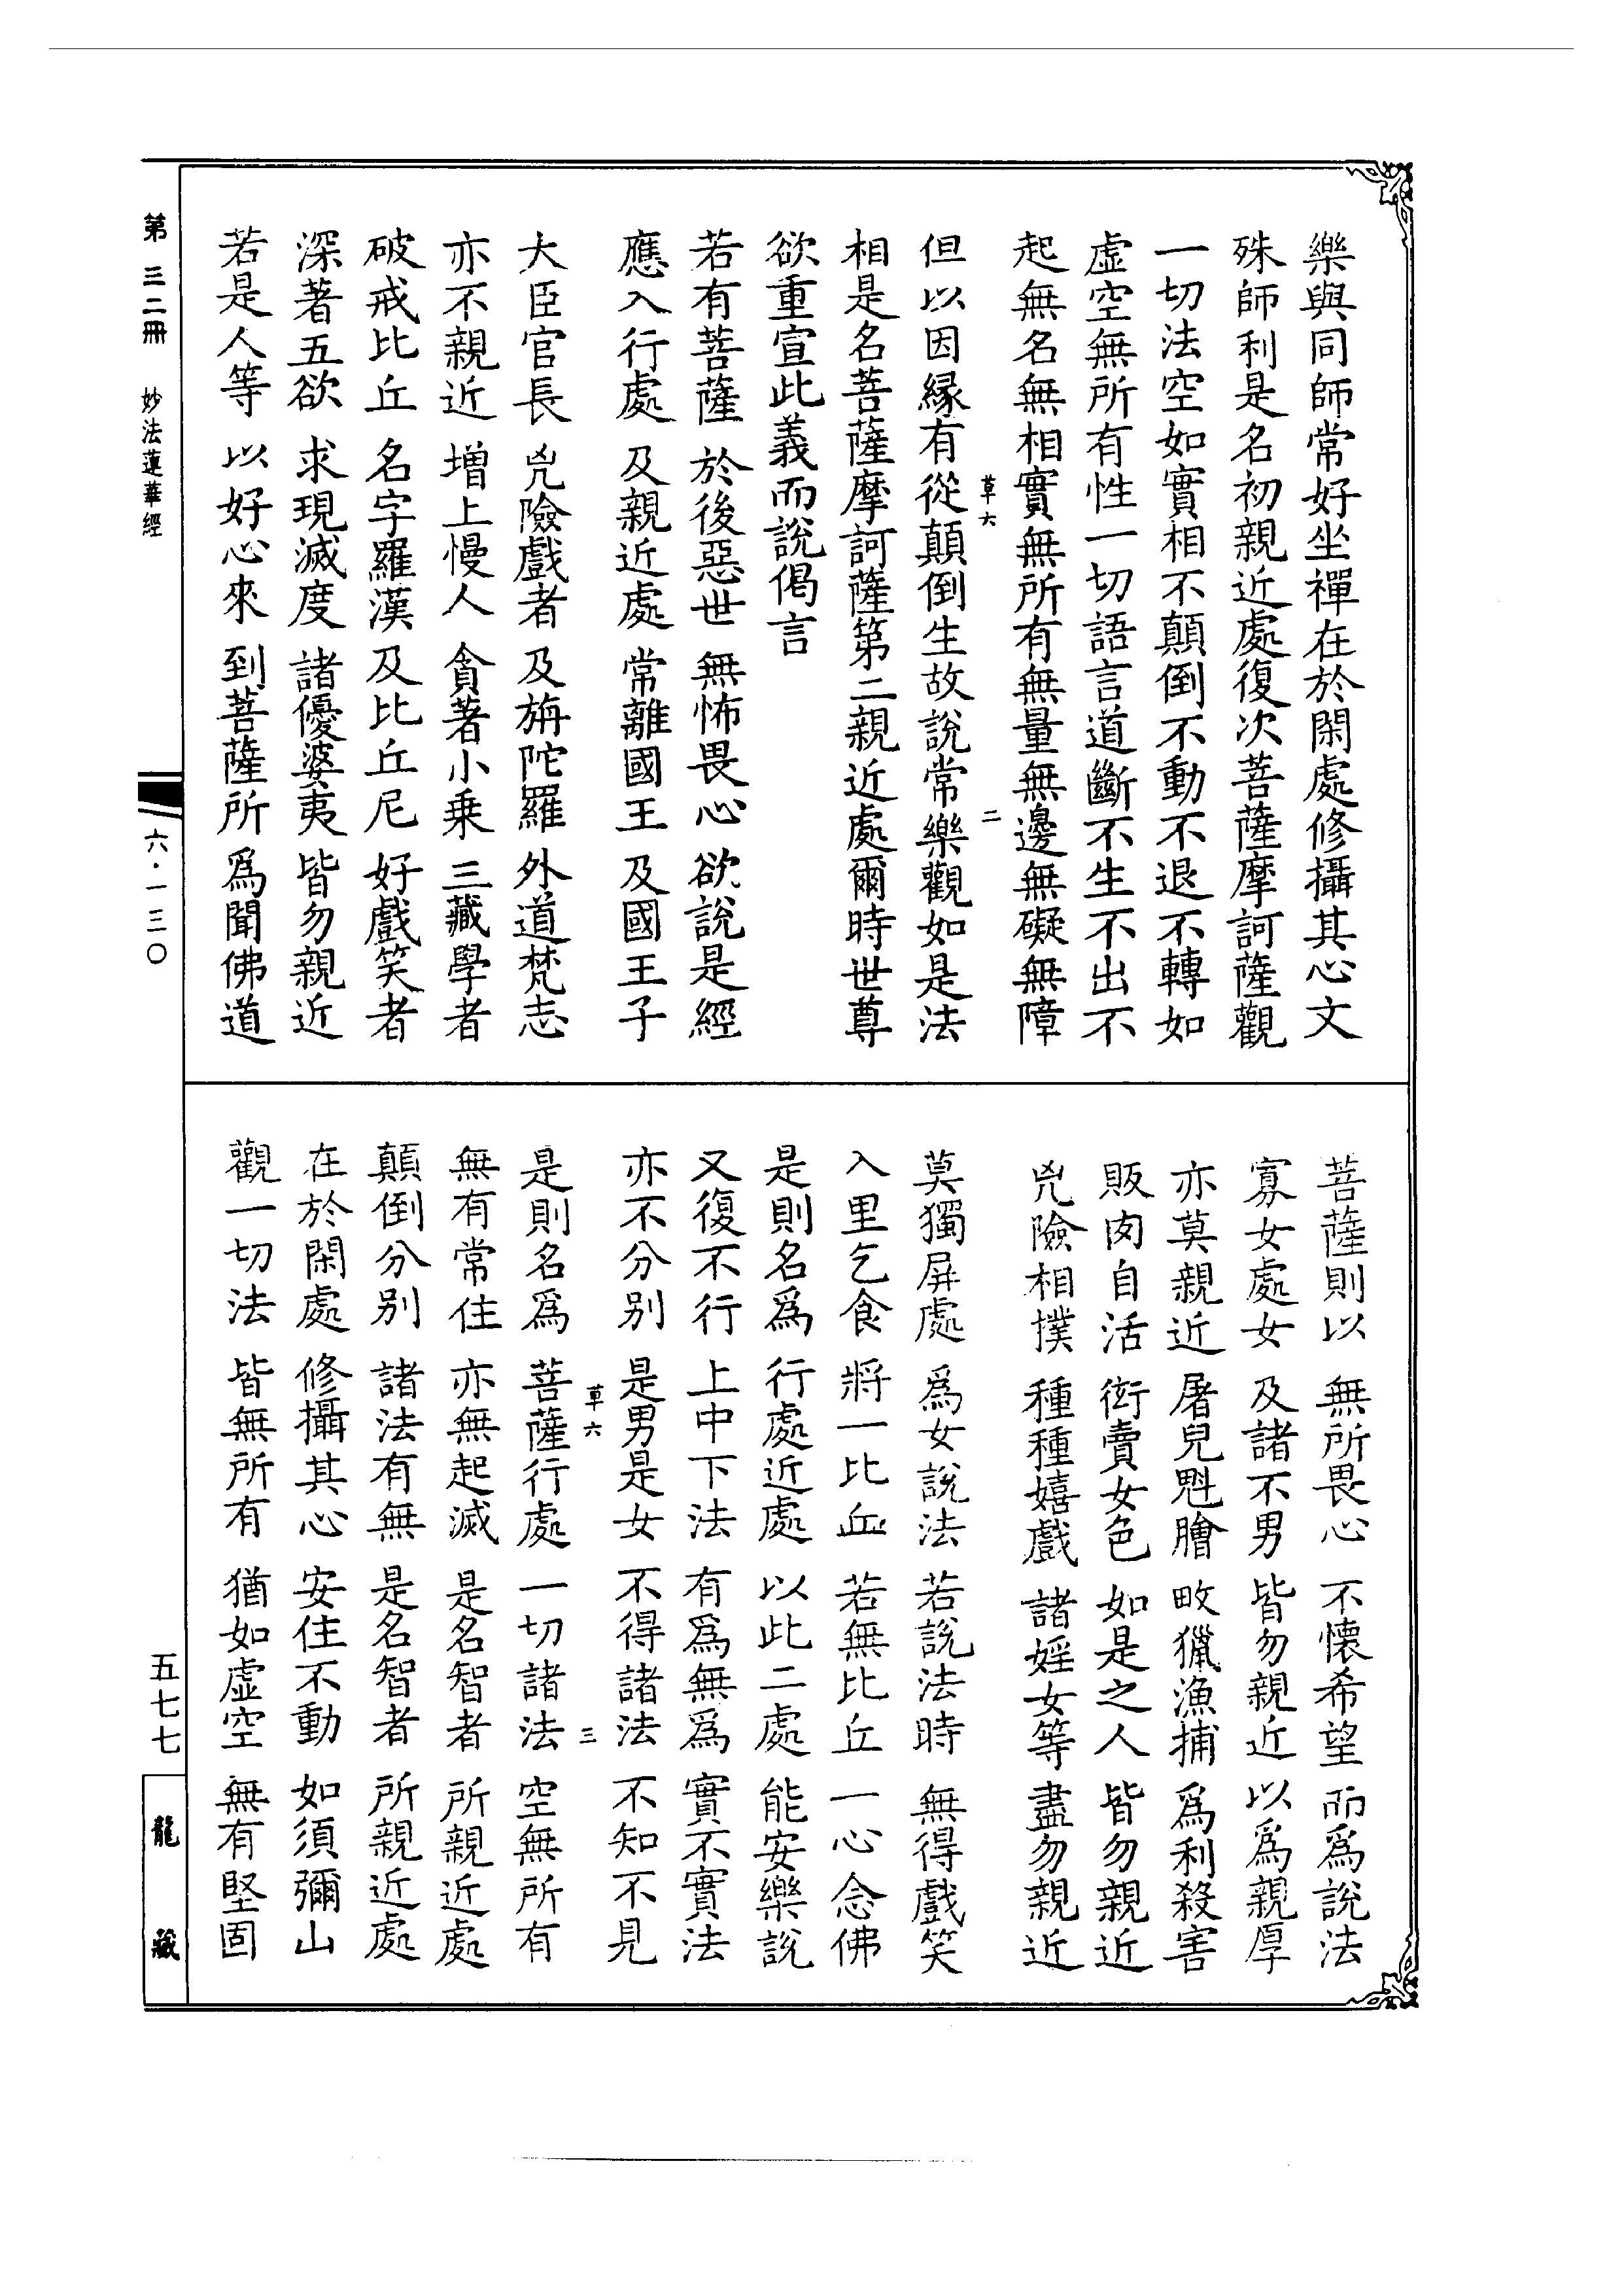 樂與同師常好坐禪在於閑處修攝其心文
殊師利是名初親近處復次菩薩摩訶薩觀
一切法空如實相不顛倒不動不退不轉如
虛空無所有性一切語言道斷不生不出不
起無名無相實無所有無量無邊無礙無障
草六 二
但以因緣有從顛倒生故說常樂觀如是法
相是名菩薩摩訶薩第二親近處爾時世尊
欲重宣此義而說偈言
若有菩薩 於後惡世 無怖畏心 欲說是經
應入行處 及親近處 常離國王 及國王子
大臣官長 兇險戲者 及旃陀羅 外道梵志
亦不親近 增上慢人 貪著小乘 三藏學者
破戒比丘 名字羅漢 及比丘尼 好戲笑者
深著五欲 求現滅度 諸優婆夷 皆勿親近
若是人等 以好心來 到菩薩所 為聞佛道
菩薩則以 無所畏心 不懷希望 而為說法
寡女處女 及諸不男 皆勿親近 以為親厚
亦莫親近 屠兒魁膾 畋獵漁捕 為利殺害
販肉自活 衒賣女色 如是之人 皆勿親近
兇險相撲 種種嬉戲 諸婬女等 盡勿親近
莫獨屏處 為女說法 若說法時 無得戲笑
入里乞食 將一比丘 若無比丘 一心念佛
是則名為 行處近處 以此二處 能安樂說
又復不行 上中下法 有為無為 實不實法
亦不分別 是男是女 不得諸法 不知不見
草六 三
是則名為 菩薩行處 一切諸法 空無所有
無有常住 亦無起滅 是名智者 所親近處
顛倒分別 諸法有無 是名智者 所親近處
在於閑處 修攝其心 安住不動 如須彌山
觀一切法 皆無所有 猶如虛空 無有堅固
第三二冊 妙法蓮華經
六·一三〇
五七七
龍藏